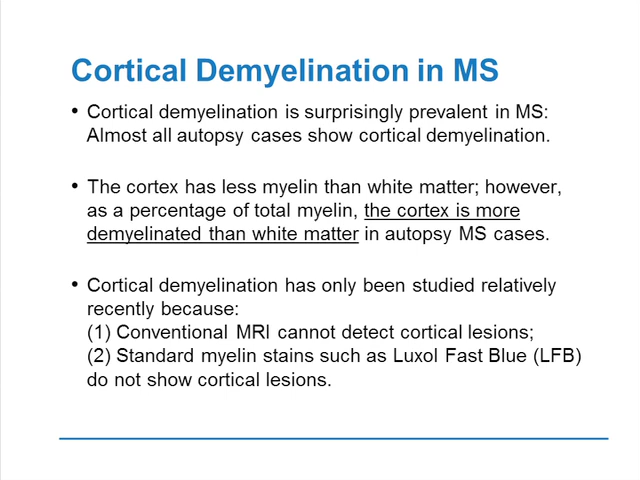 Cortical Demyelination in MS
• Cortical demyelination is surprisingly prevalent in MS:
Almost all autopsy cases show cortical demyelination.
• The cortex has less myelin than white matter; however,
as a percentage of total myelin, the cortex is more
demyelinated than white matter in autopsy MS cases.
• Cortical demyelination has only been studied relatively
recently because:
(1) Conventional MRI cannot detect cortical lesions;
(2) Standard myelin stains such as Luxol Fast Blue (LFB)
do not show cortical lesions.